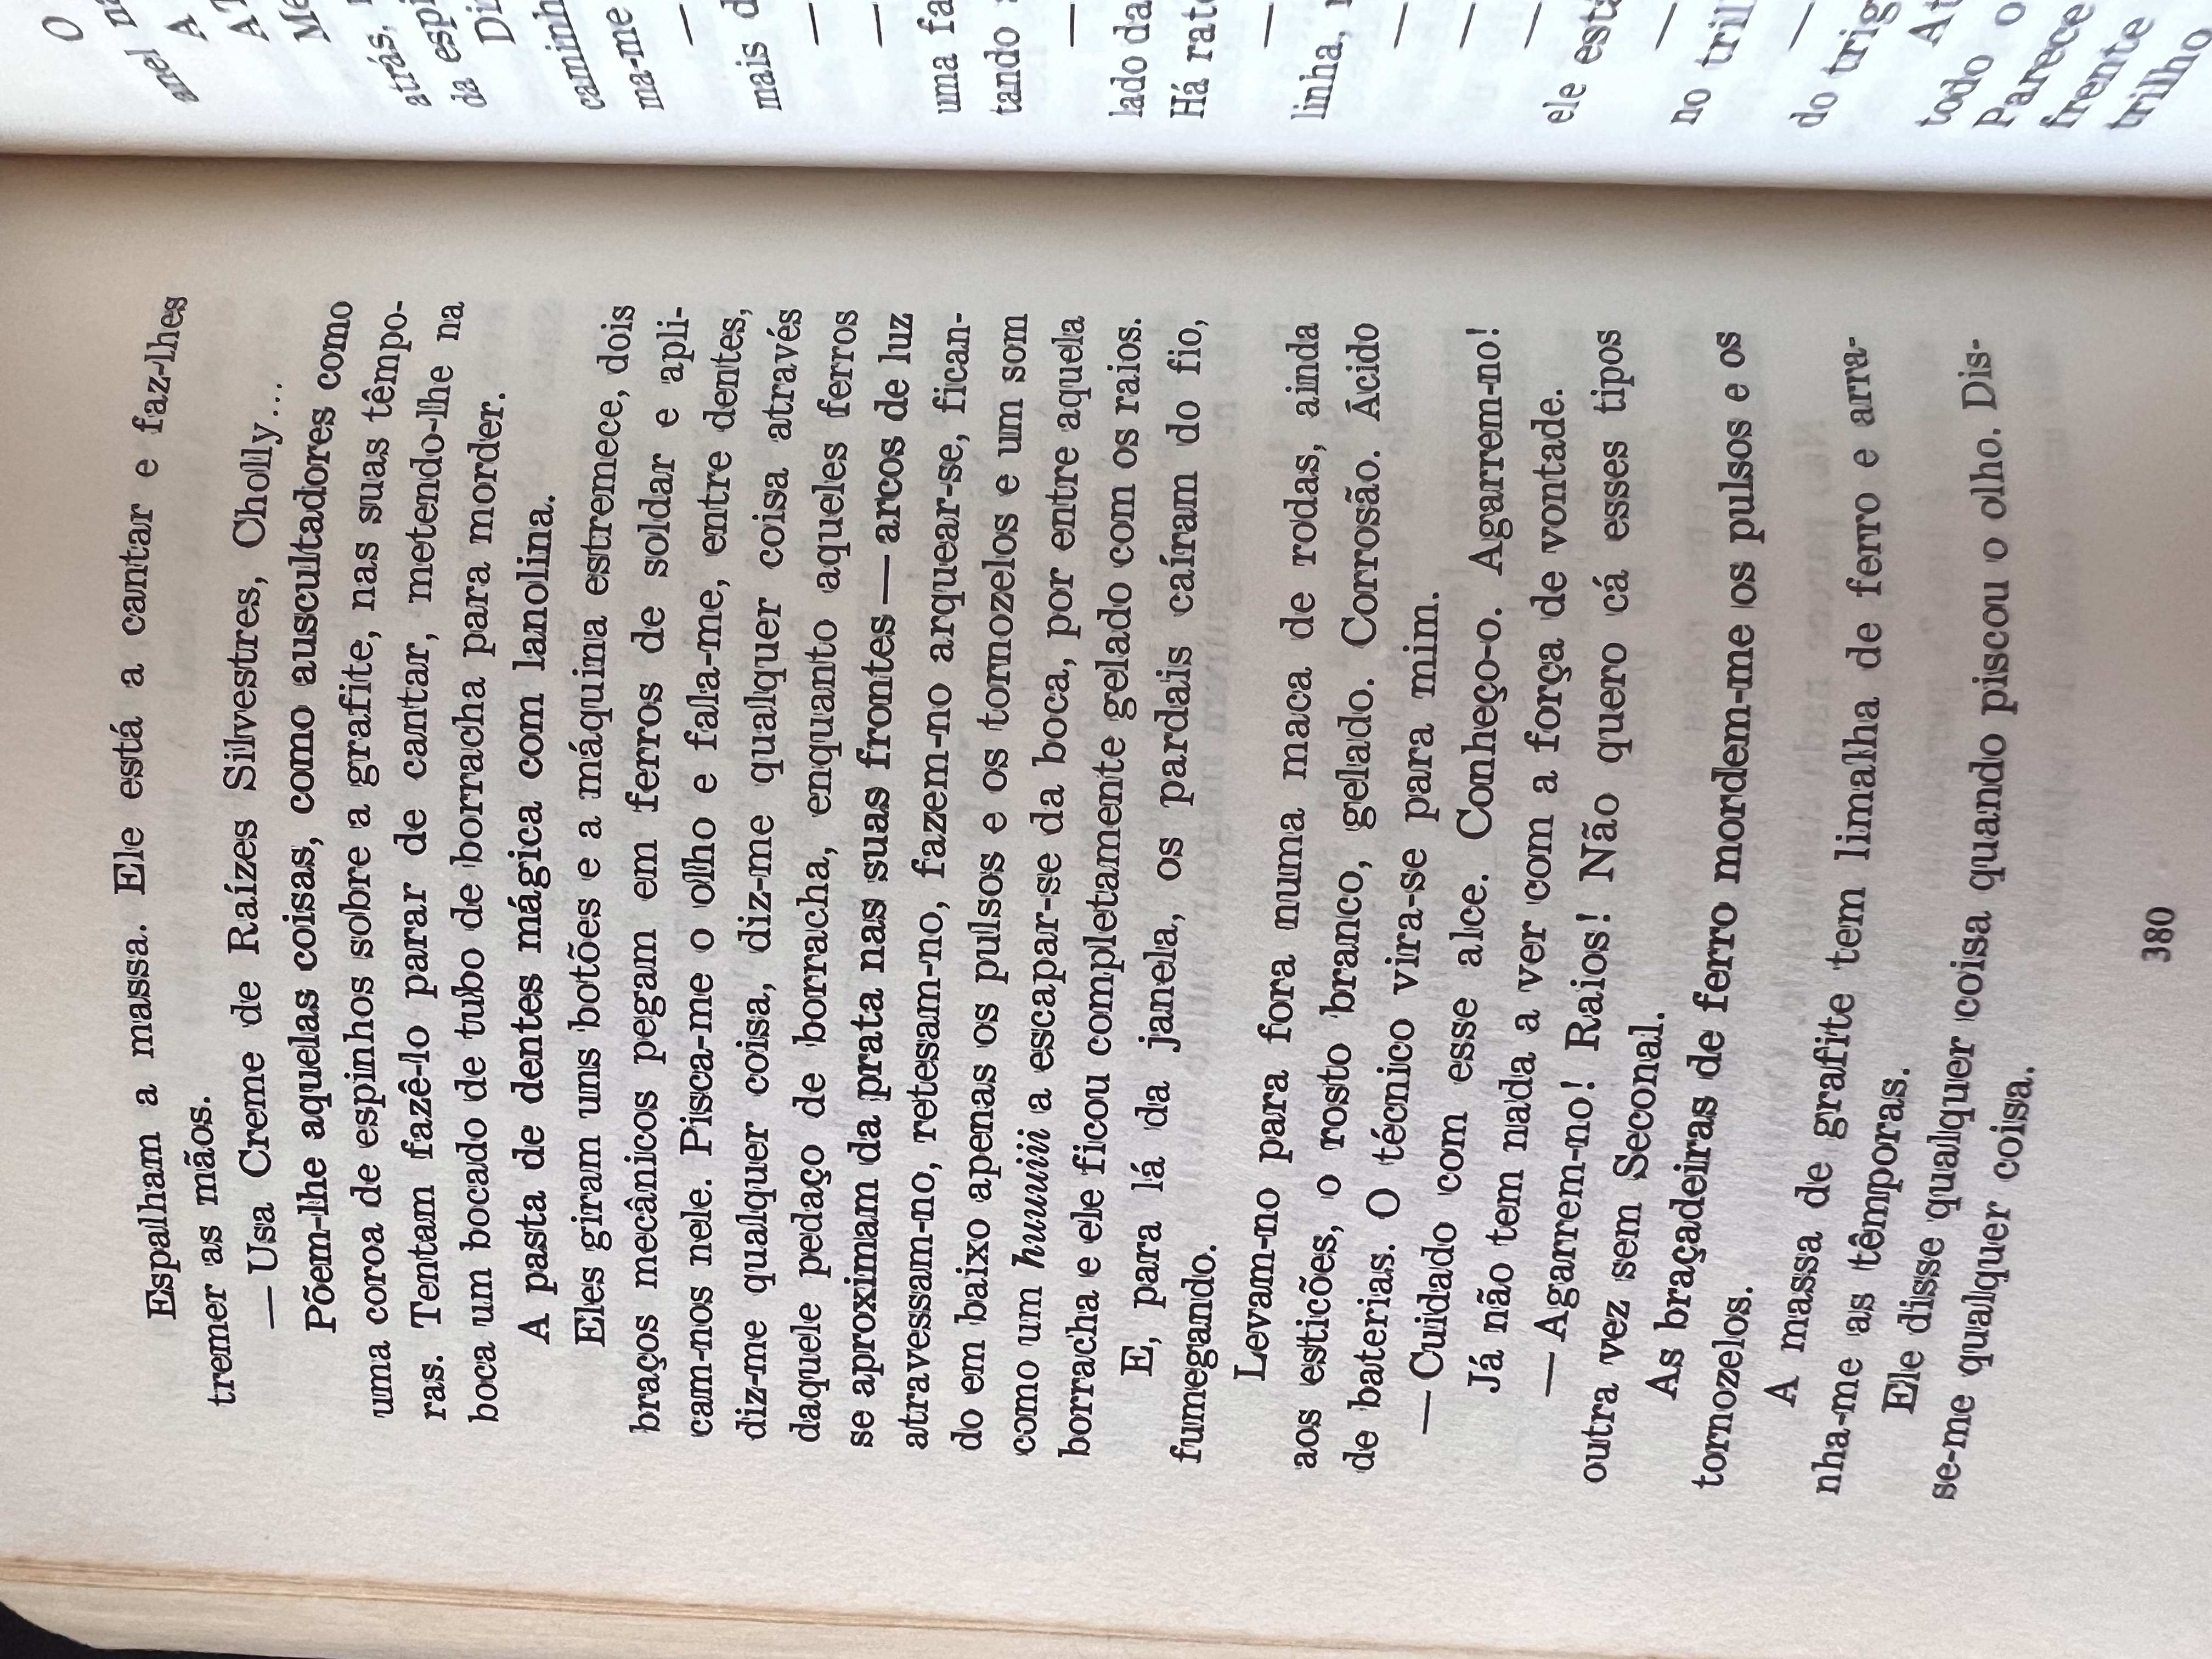 Espalham a massa. Ele está a cantar e faz-lhes
tremer as mãos.
— Usa Creme de Raízes Silvestres, Cholly...
Põem-lhe aquelas coisas, como auscultadores como
uma coroa de espinhos sobre a grafite, nas suas têmpo-
ras. Tentam fazê-lo parar de cantar, metendo-lhe na
boca um bocado de tubo de borracha para morder.
A pasta de dentes mágica com lanolina.
Eles giram uns botões e a máquina estremece, dois
braços mecânicos pegam em ferros de soldar e apli-
cam-nos nele. Pisca-me o olho e fala-me, entre dentes,
diz-me qualquer coisa, diz-me qualquer coisa através
daquele pedaço de borracha, enquanto aqueles ferros
se aproximam da prata nas suas frontes — arcos de luz
atravessam-no, retesam-no, fazem-no arquear-se, fican-
do em baixo apenas os pulsos e os tornozelos e um som
como um huuuiii a escapar-se da boca, por entre aquela
borracha e ele ficou completamente gelado com os raios.
E, para lá da janela, os pardais caíram do fio,
fumegando.
Levam-no para fora numa maca de rodas, ainda
aos esticões, o rosto branco, gelado. Corrosão. Ácido
de baterias. O técnico vira-se para mim.
— Cuidado com esse alce. Conheço-o. Agarrem-no!
Já não tem nada a ver com a força de vontade.
— Agarrem-no! Raios! Não quero cá esses tipos
outra vez sem Seconal.
As braçadeiras de ferro mordem-me os pulsos e os
tornozelos.
A massa de grafite tem limalha de ferro e arra-
nha-me as têmporas.
Ele disse qualquer coisa quando piscou o olho. Dis-
se-me qualquer coisa.
380
O
anel
A
atrás,
da
ma-me
—
mais
—
—
uma
tando
—
lado da
Há
—
linha,
—
—
—
ele
—
no
—
do
todo o
Parece
frente
trilho